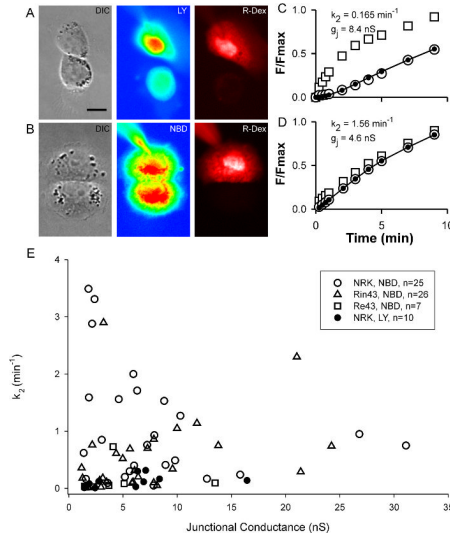 A
DIC
LY
R-Dex
B
DIC
NBD
R-Dex
C
k2 = 0.165 min-1
gj = 8.4 nS
F/Fmax
1.0
0.5
0.0
D
k2 = 1.56 min-1
gj = 4.6 nS
F/Fmax
1.0
0.5
0.0
0
5
10
Time (min)
E
k2 (min-1)
4
3
2
1
0
NRK, NBD, n=25
Rin43, NBD, n=26
Re43, NBD, n=7
NRK, LY, n=10
0
5
10
15
20
25
30
35
Junctional Conductance (nS)